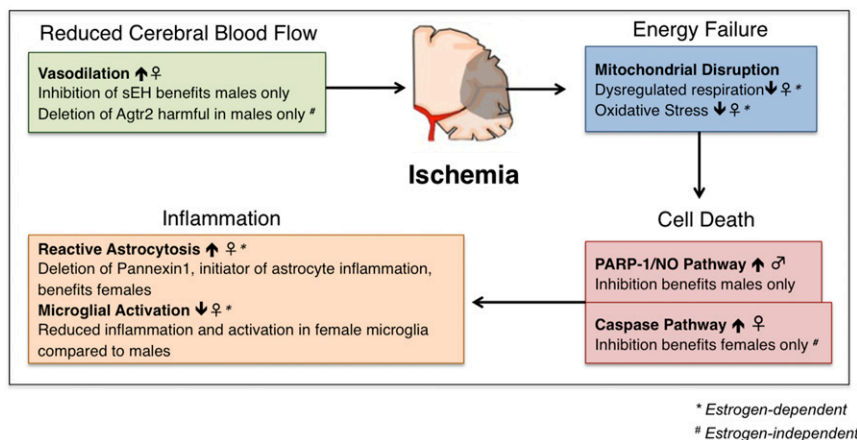 Reduced Cerebral Blood Flow
Vasodilation ↑♀
Inhibition of sEH benefits males only
Deletion of Agtr2 harmful in males only #
Ischemia
Energy Failure
Mitochondrial Disruption
Dysregulated respiration↓♀*
Oxidative Stress ↓♀*
Cell Death
PARP-1/NO Pathway ↑ ♂
Inhibition benefits males only
Caspase Pathway ↑ ♀
Inhibition benefits females only #
Inflammation
Reactive Astrocytosis ↑ ♀*
Deletion of Pannexin1, initiator of astrocyte inflammation,
benefits females
Microglial Activation ↓♀*
Reduced inflammation and activation in female microglia
compared to males
* Estrogen-dependent
# Estrogen-independent